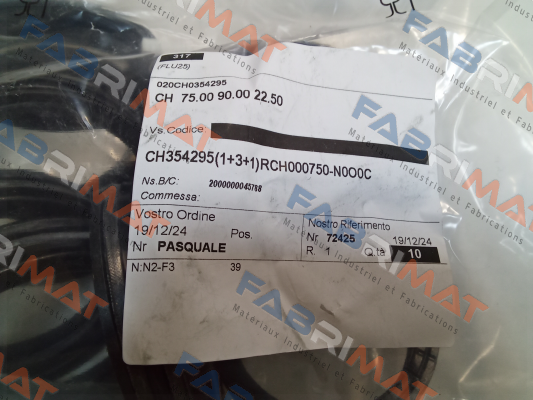 317
(FLU25)
020CH0354295
CH 75.00 90.00 22.50
Vs.Codice
CH354295(1+3+1)RCH000750-N0O0C
Ns.B/C: 2000000045788
Commessa:
Vostro Ordine
19/12/24 Pos.
Nr PASQUALE
N:N2-F3 39
Nostro Riferimento
Nr 72425 19/12/24
R 1 Q.tà 10
FABRIMAT
Materiaux Industriel et Fabrications